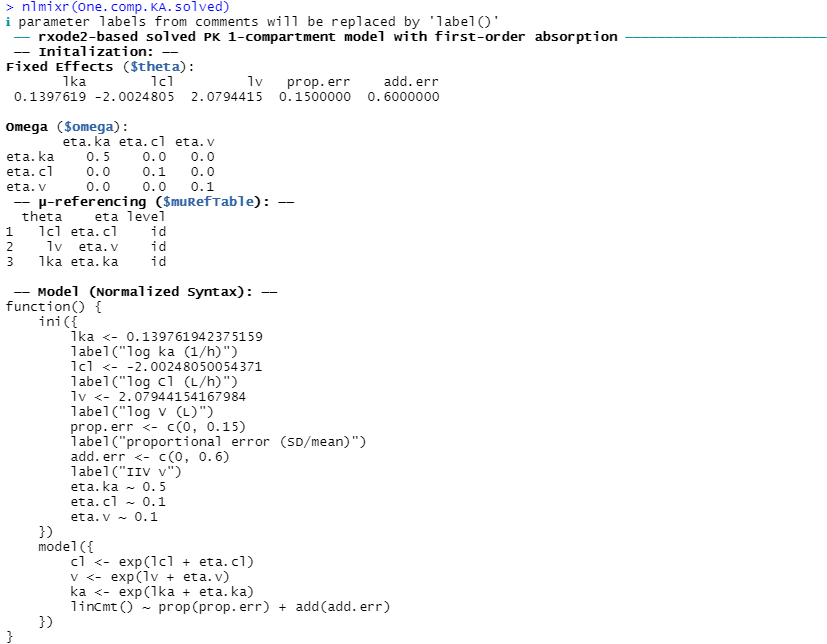 > nlmixr(One.comp.KA.solved)
ℹ parameter labels from comments will be replaced by 'label()'
── rxode2-based solved PK 1-compartment model with first-order absorption ──────────────────────────
── Initalization: ──
Fixed Effects ($theta):
       lka        lcl         lv   prop.err    add.err
 0.1397619 -2.0024805  2.0794415  0.1500000  0.6000000

Omega ($omega):
       eta.ka eta.cl eta.v
eta.ka    0.5    0.0   0.0
eta.cl    0.0    0.1   0.0
eta.v     0.0    0.0   0.1
── μ-referencing ($muRefTable): ──
  theta    eta level
1   lcl eta.cl    id
2    lv  eta.v    id
3   lka eta.ka    id

── Model (Normalized Syntax): ──
function() {
    ini({
        lka <- 0.139761942375159
        label("log ka (1/h)")
        lcl <- -2.00248050054371
        label("log Cl (L/h)")
        lv <- 2.07944154167984
        label("log V (L)")
        prop.err <- c(0, 0.15)
        label("proportional error (SD/mean)")
        add.err <- c(0, 0.6)
        label("IIV v")
        eta.ka ~ 0.5
        eta.cl ~ 0.1
        eta.v ~ 0.1
    })
    model({
        cl <- exp(lcl + eta.cl)
        v <- exp(lv + eta.v)
        ka <- exp(lka + eta.ka)
        linCmt() ~ prop(prop.err) + add(add.err)
    })
}